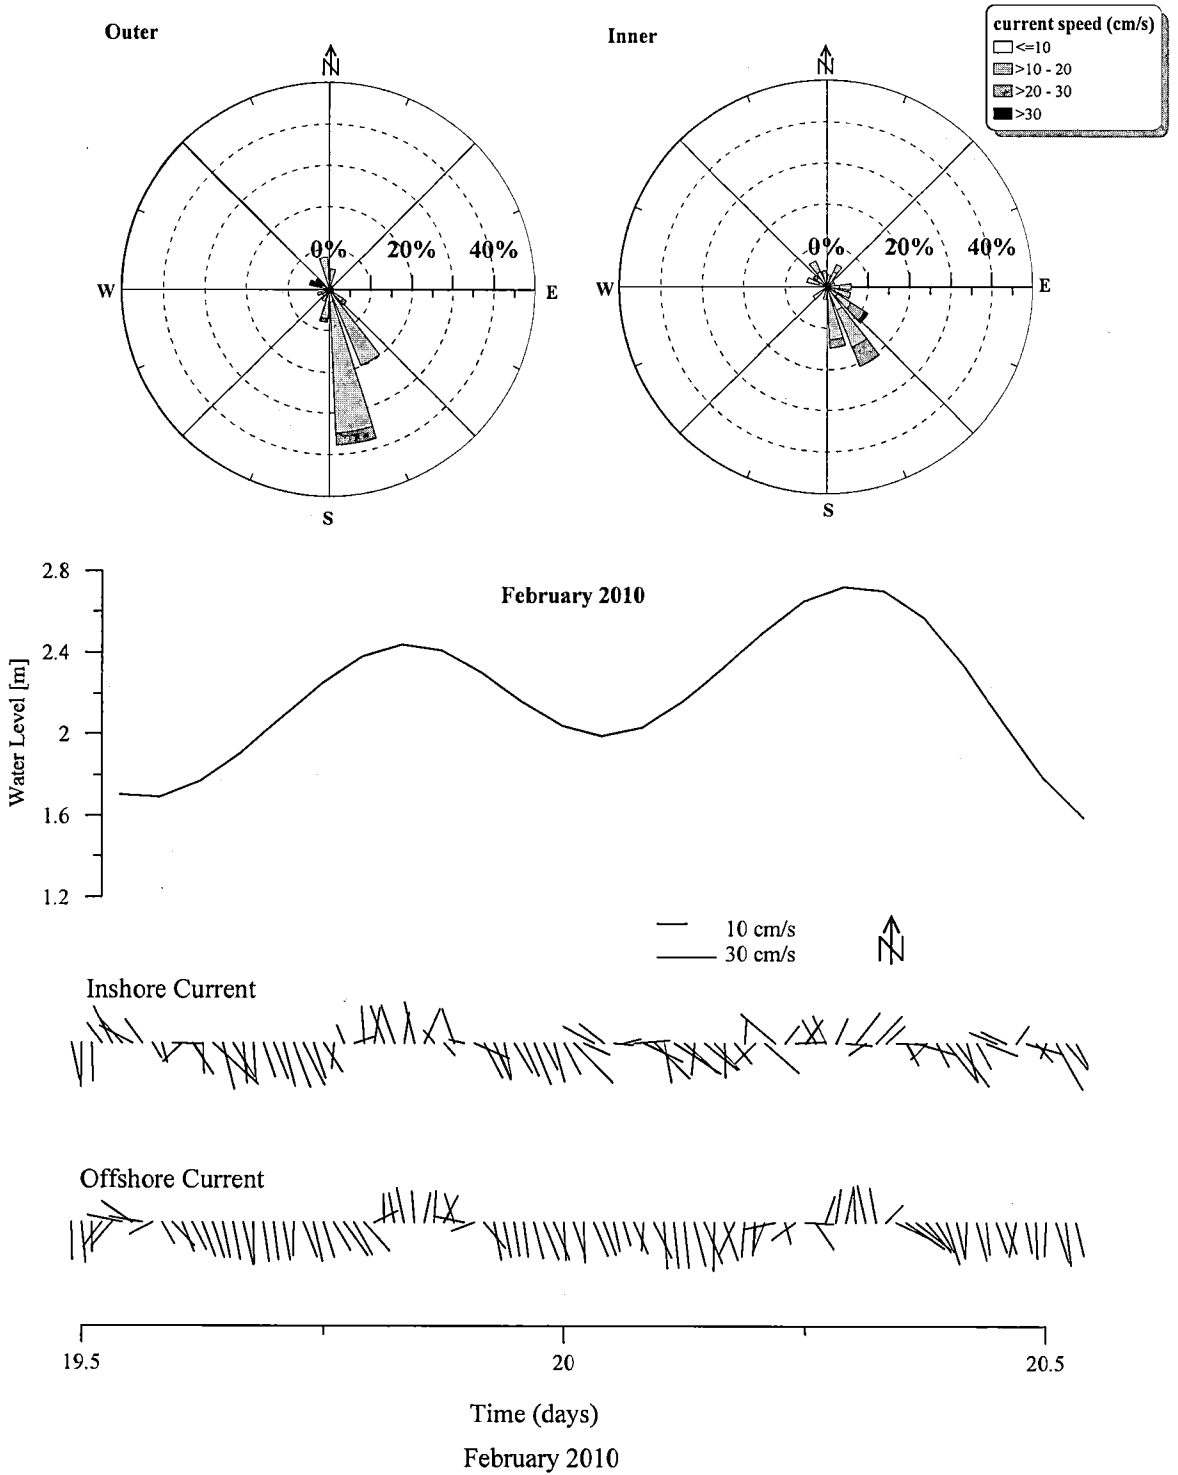 Outer
Inner
current speed (cm/s)
<=10
>10 - 20
>20 - 30
>30
N
N
0% 20% 40%
0% 20% 40%
W
E
W
E
S
S
2.8
February 2010
2.4
2
1.6
1.2
Water Level [m]
10 cm/s
30 cm/s
N
Inshore Current
Offshore Current
19.5
20
20.5
Time (days)
February 2010